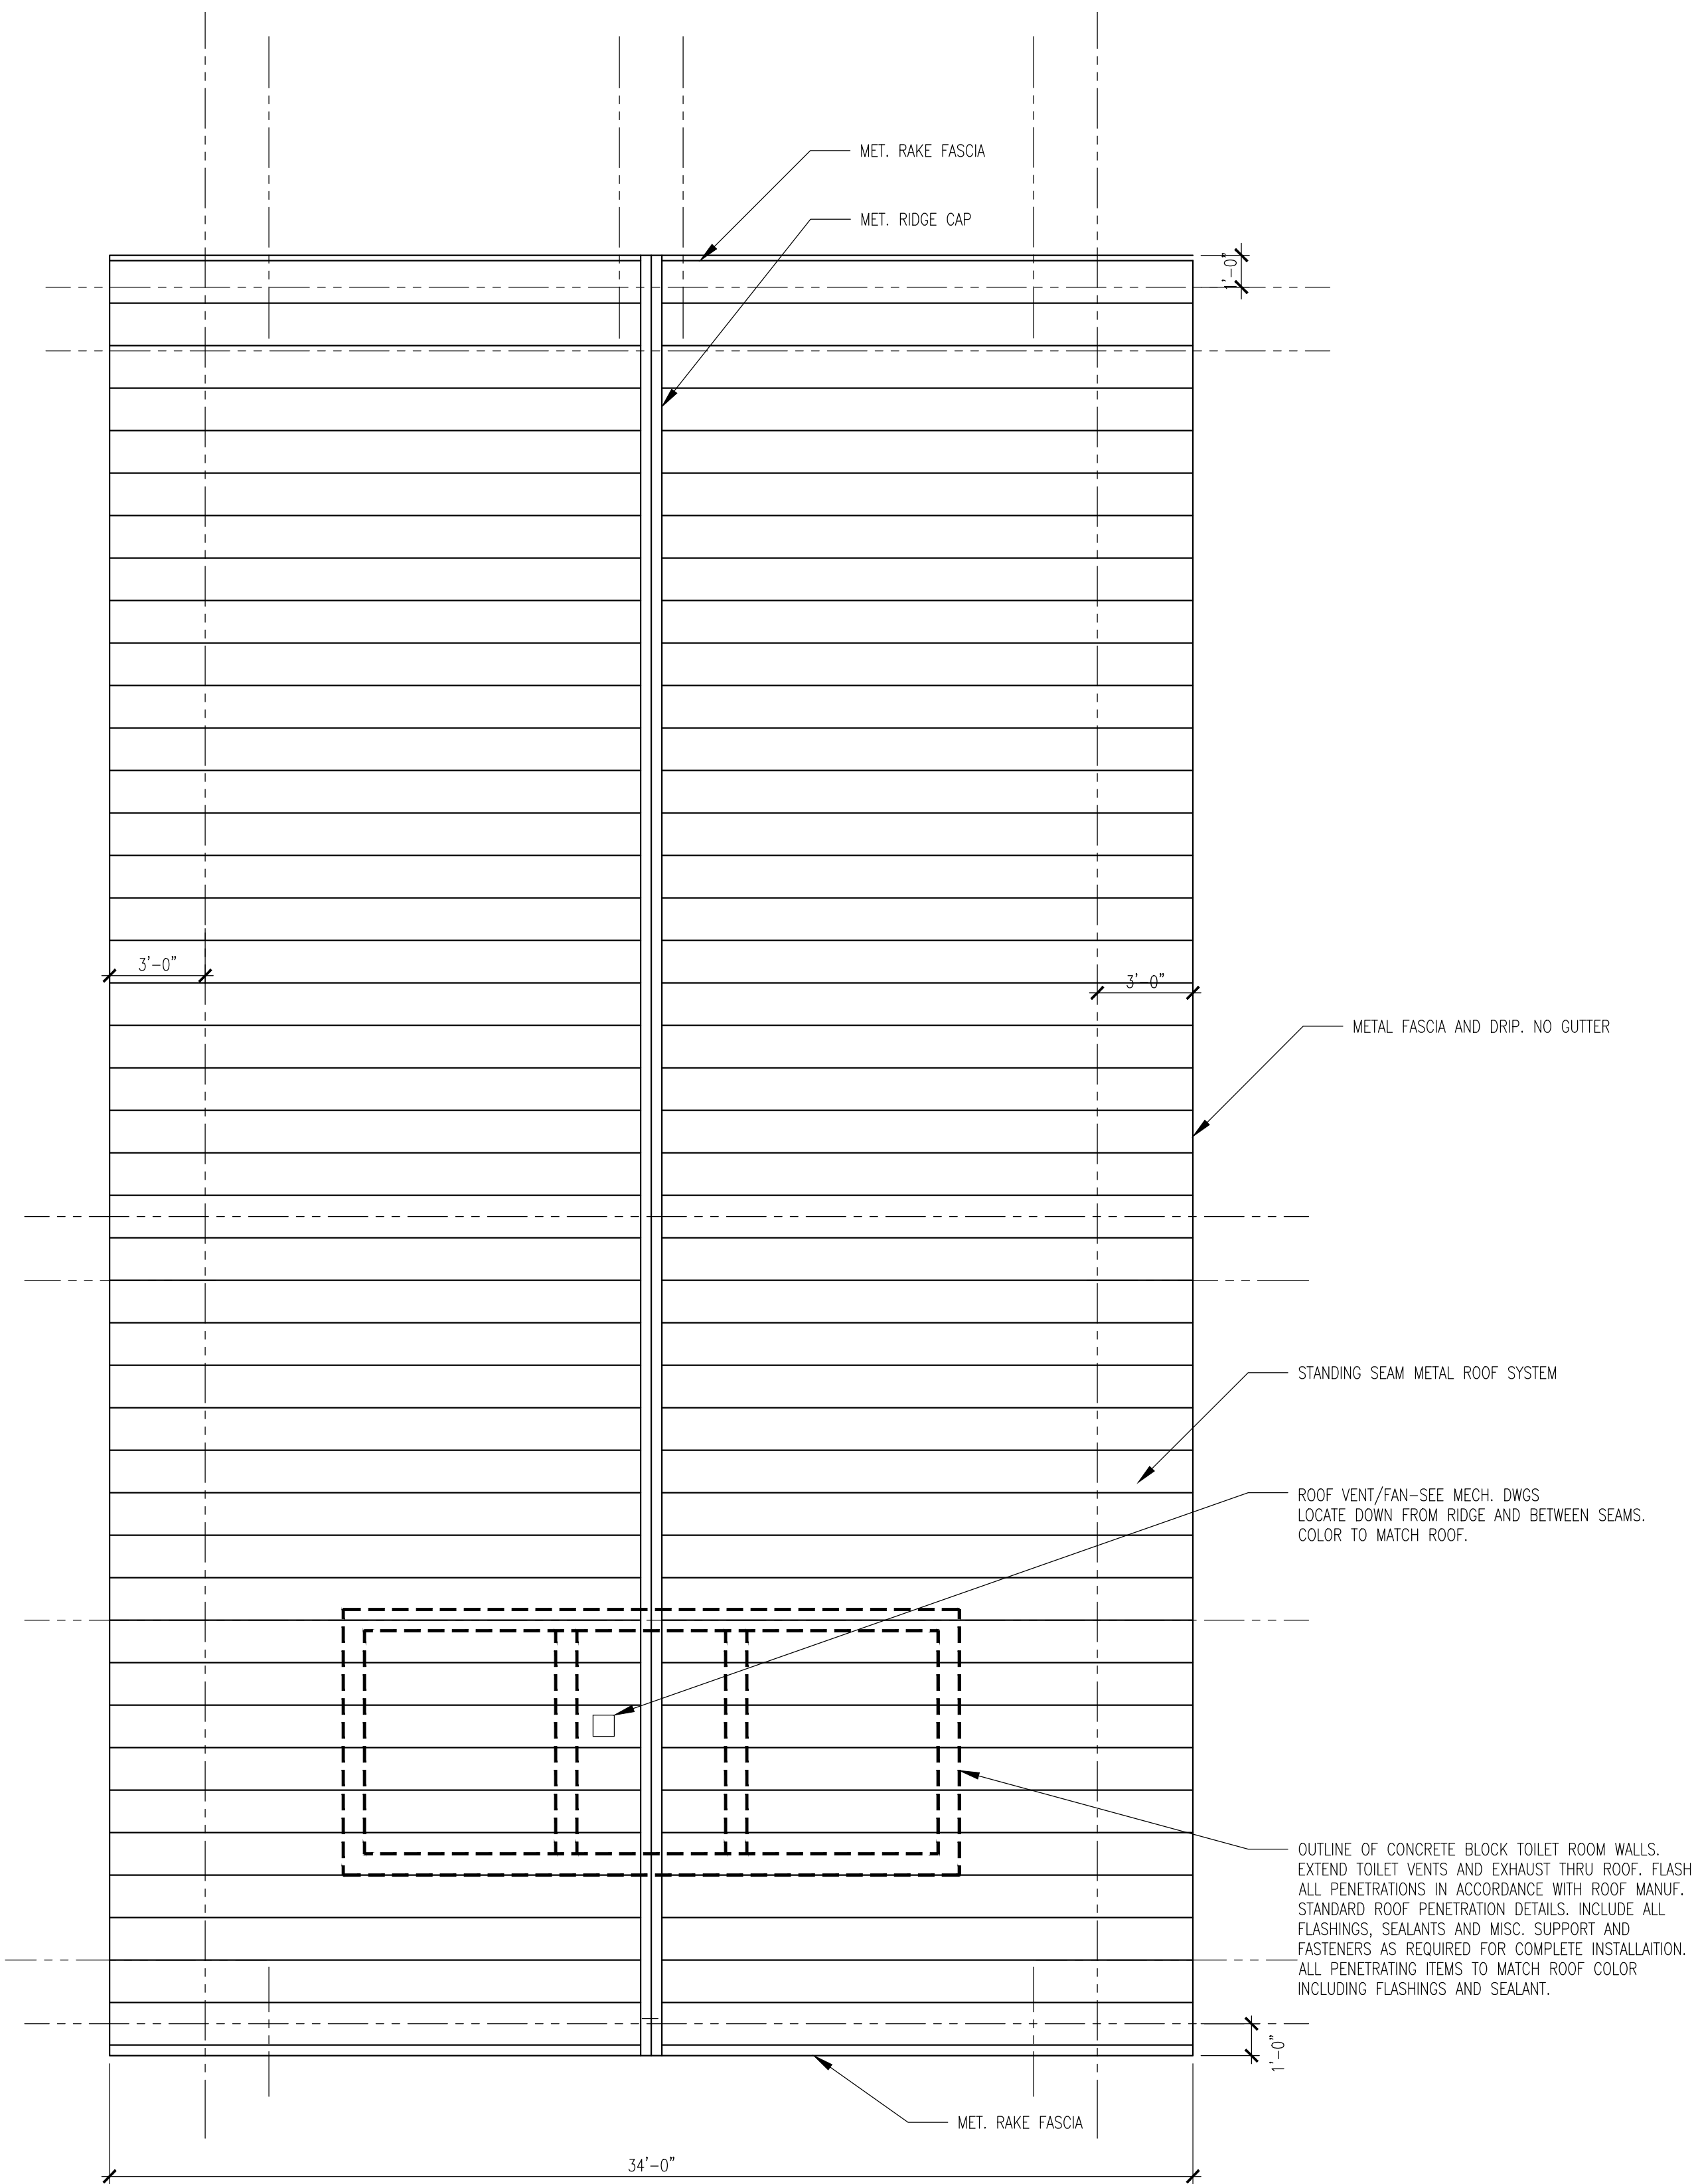 MET. RAKE FASCIA
MET. RIDGE CAP
1'-0"
3'-0"
3'-0"
METAL FASCIA AND DRIP. NO GUTTER
STANDING SEAM METAL ROOF SYSTEM
ROOF VENT/FAN-SEE MECH. DWGS
LOCATE DOWN FROM RIDGE AND BETWEEN SEAMS.
COLOR TO MATCH ROOF.
OUTLINE OF CONCRETE BLOCK TOILET ROOM WALLS.
EXTEND TOILET VENTS AND EXHAUST THRU ROOF. FLASH
ALL PENETRATIONS IN ACCORDANCE WITH ROOF MANUF.
STANDARD ROOF PENETRATION DETAILS. INCLUDE ALL
FLASHINGS, SEALANTS AND MISC. SUPPORT AND
FASTENERS AS REQUIRED FOR COMPLETE INSTALLAITION.
ALL PENETRATING ITEMS TO MATCH ROOF COLOR
INCLUDING FLASHINGS AND SEALANT.
1'-0"
MET. RAKE FASCIA
34'-0"